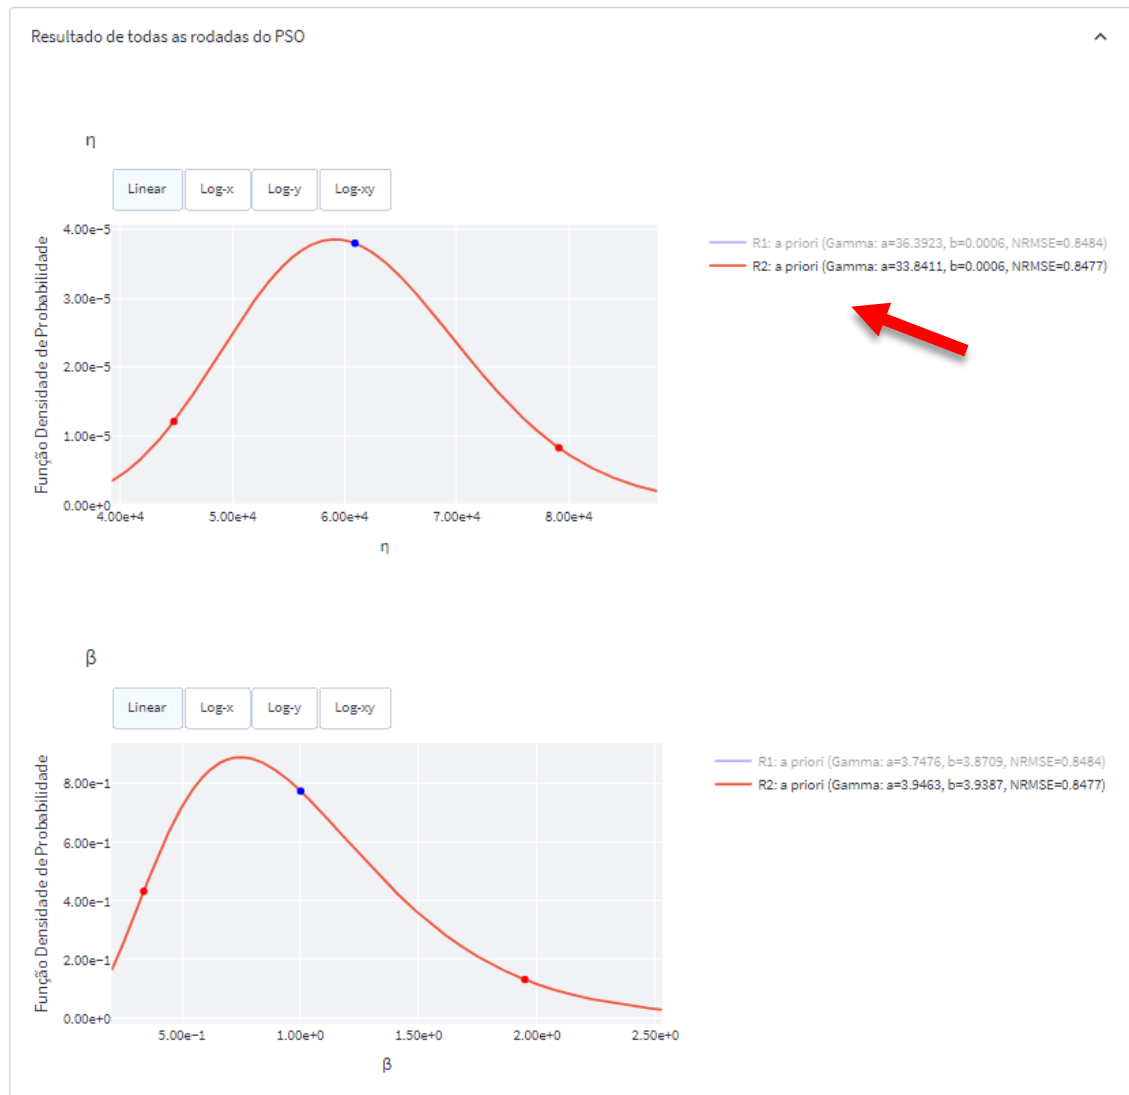 Resultado de todas as rodadas do PSO
η
Linear Log-x Log-y Log-xy
Função Densidade de Probabilidade
4.00e−5
3.00e−5
2.00e−5
1.00e−5
0.00e+0
4.00e+4 5.00e+4 6.00e+4 7.00e+4 8.00e+4
η
R1: a priori (Gamma: a=36.3923, b=0.0006, NRMSE=0.8484)
R2: a priori (Gamma: a=33.8411, b=0.0006, NRMSE=0.8477)
β
Linear Log-x Log-y Log-xy
Função Densidade de Probabilidade
8.00e−1
6.00e−1
4.00e−1
2.00e−1
0.00e+0
5.00e−1 1.00e+0 1.50e+0 2.00e+0 2.50e+0
β
R1: a priori (Gamma: a=3.7476, b=3.8709, NRMSE=0.8484)
R2: a priori (Gamma: a=3.9463, b=3.9387, NRMSE=0.8477)